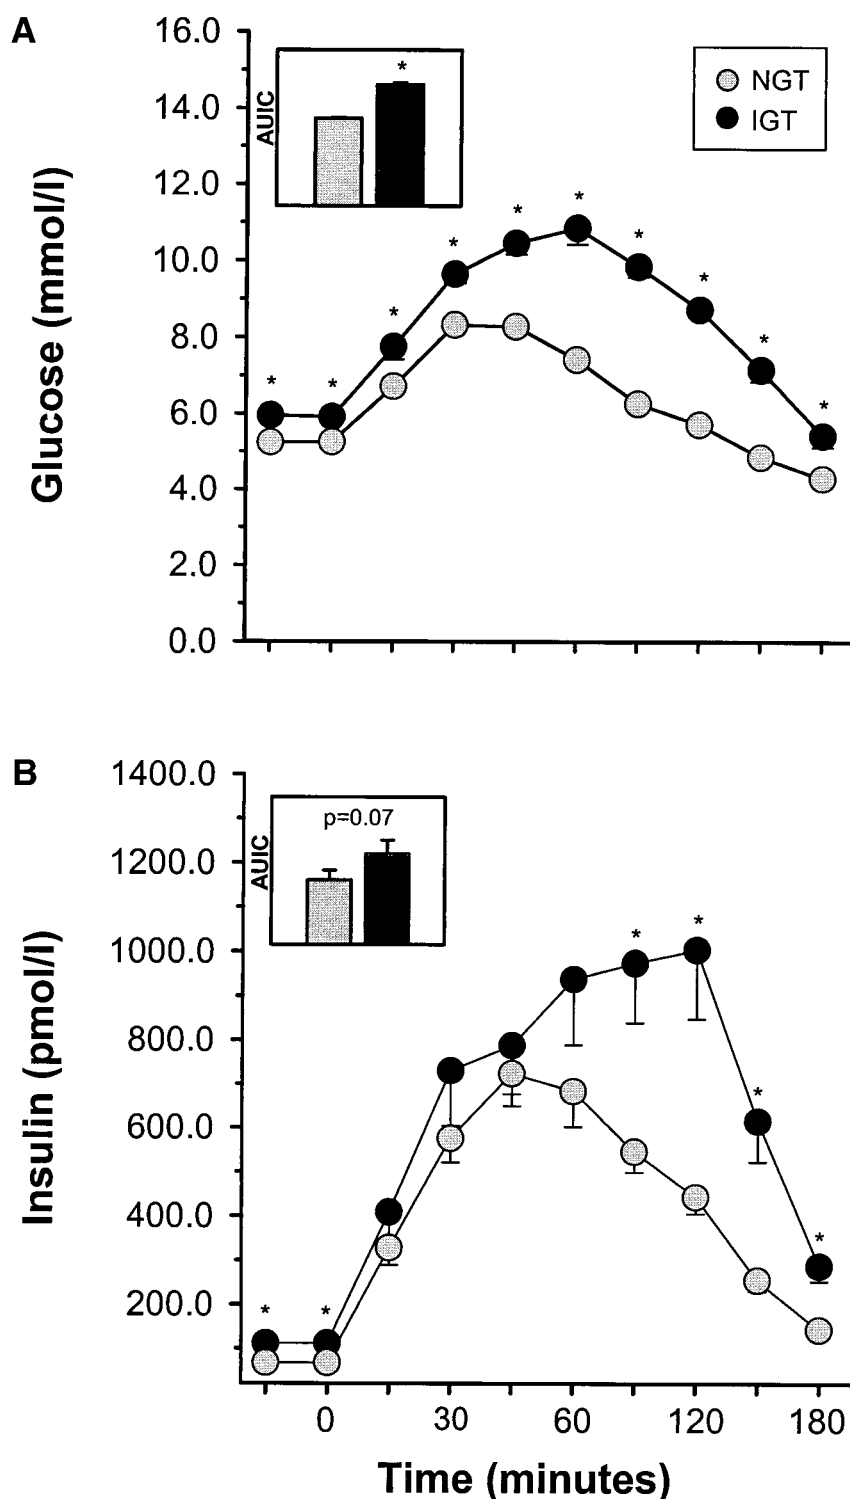 A
16.0
14.0
12.0
10.0
8.0
6.0
4.0
2.0
0.0
Glucose (mmol/l)
AUIC
*
NGT
IGT
* * * * * * * * * *
B
1400.0
1200.0
1000.0
800.0
600.0
400.0
200.0
Insulin (pmol/l)
AUIC
p=0.07
* * * * * *
0 30 60 120 180
Time (minutes)